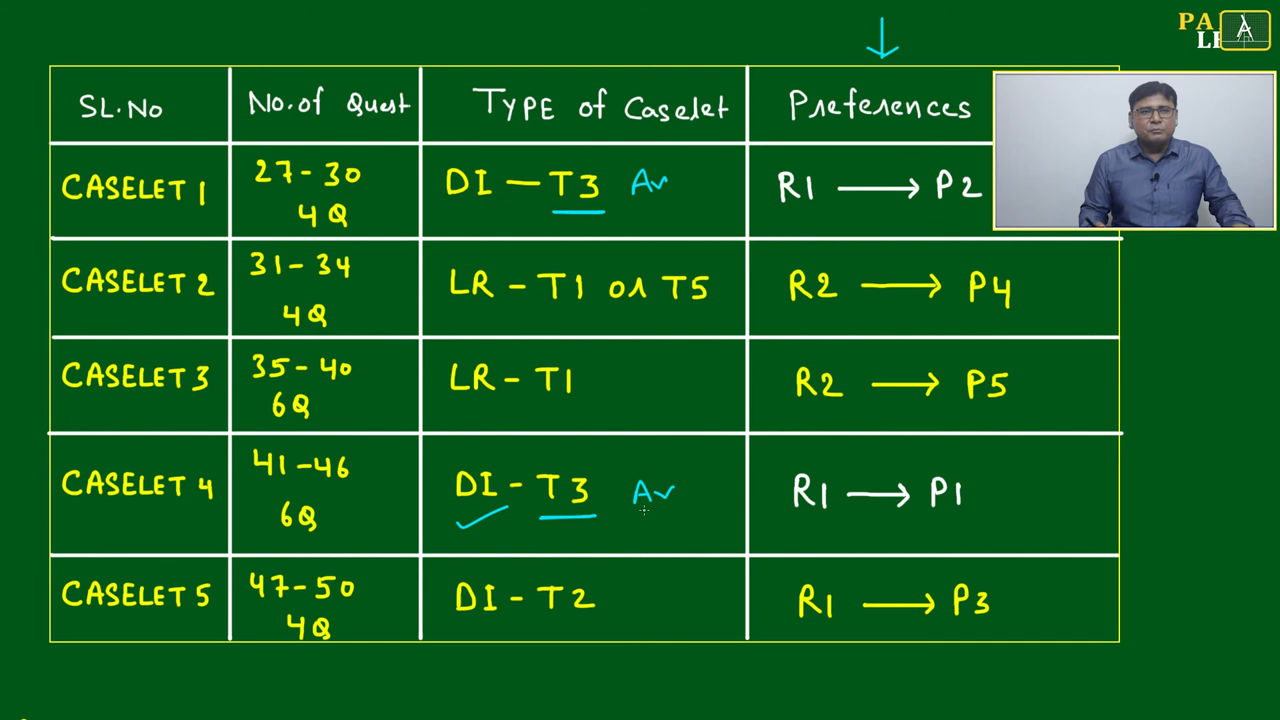 PA
LE
SL.No No. of Quest TYPE of Caselet Preferences
CASELET 1 27-30 4Q DI - T3 Av R1 → P2
CASELET 2 31-34 4Q LR - T1 or T5 R2 → P4
CASELET 3 35-40 6Q LR - T1 R2 → P5
CASELET 4 41-46 6Q DI - T3 Av R1 → P1
CASELET 5 47-50 4Q DI - T2 R1 → P3